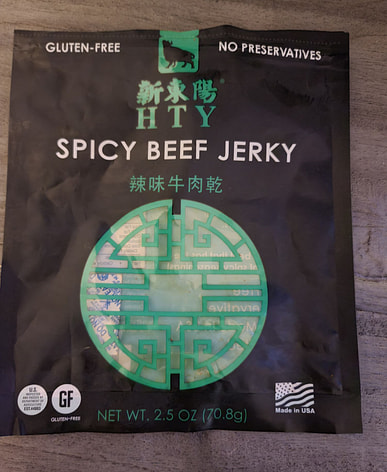 GLUTEN-FREE
NO PRESERVATIVES
新東陽
HTY
SPICY BEEF JERKY
辣味牛肉乾
U.S.
GF
GLUTEN-FREE
Made in USA
NET WT. 2.5 OZ (70.8g)